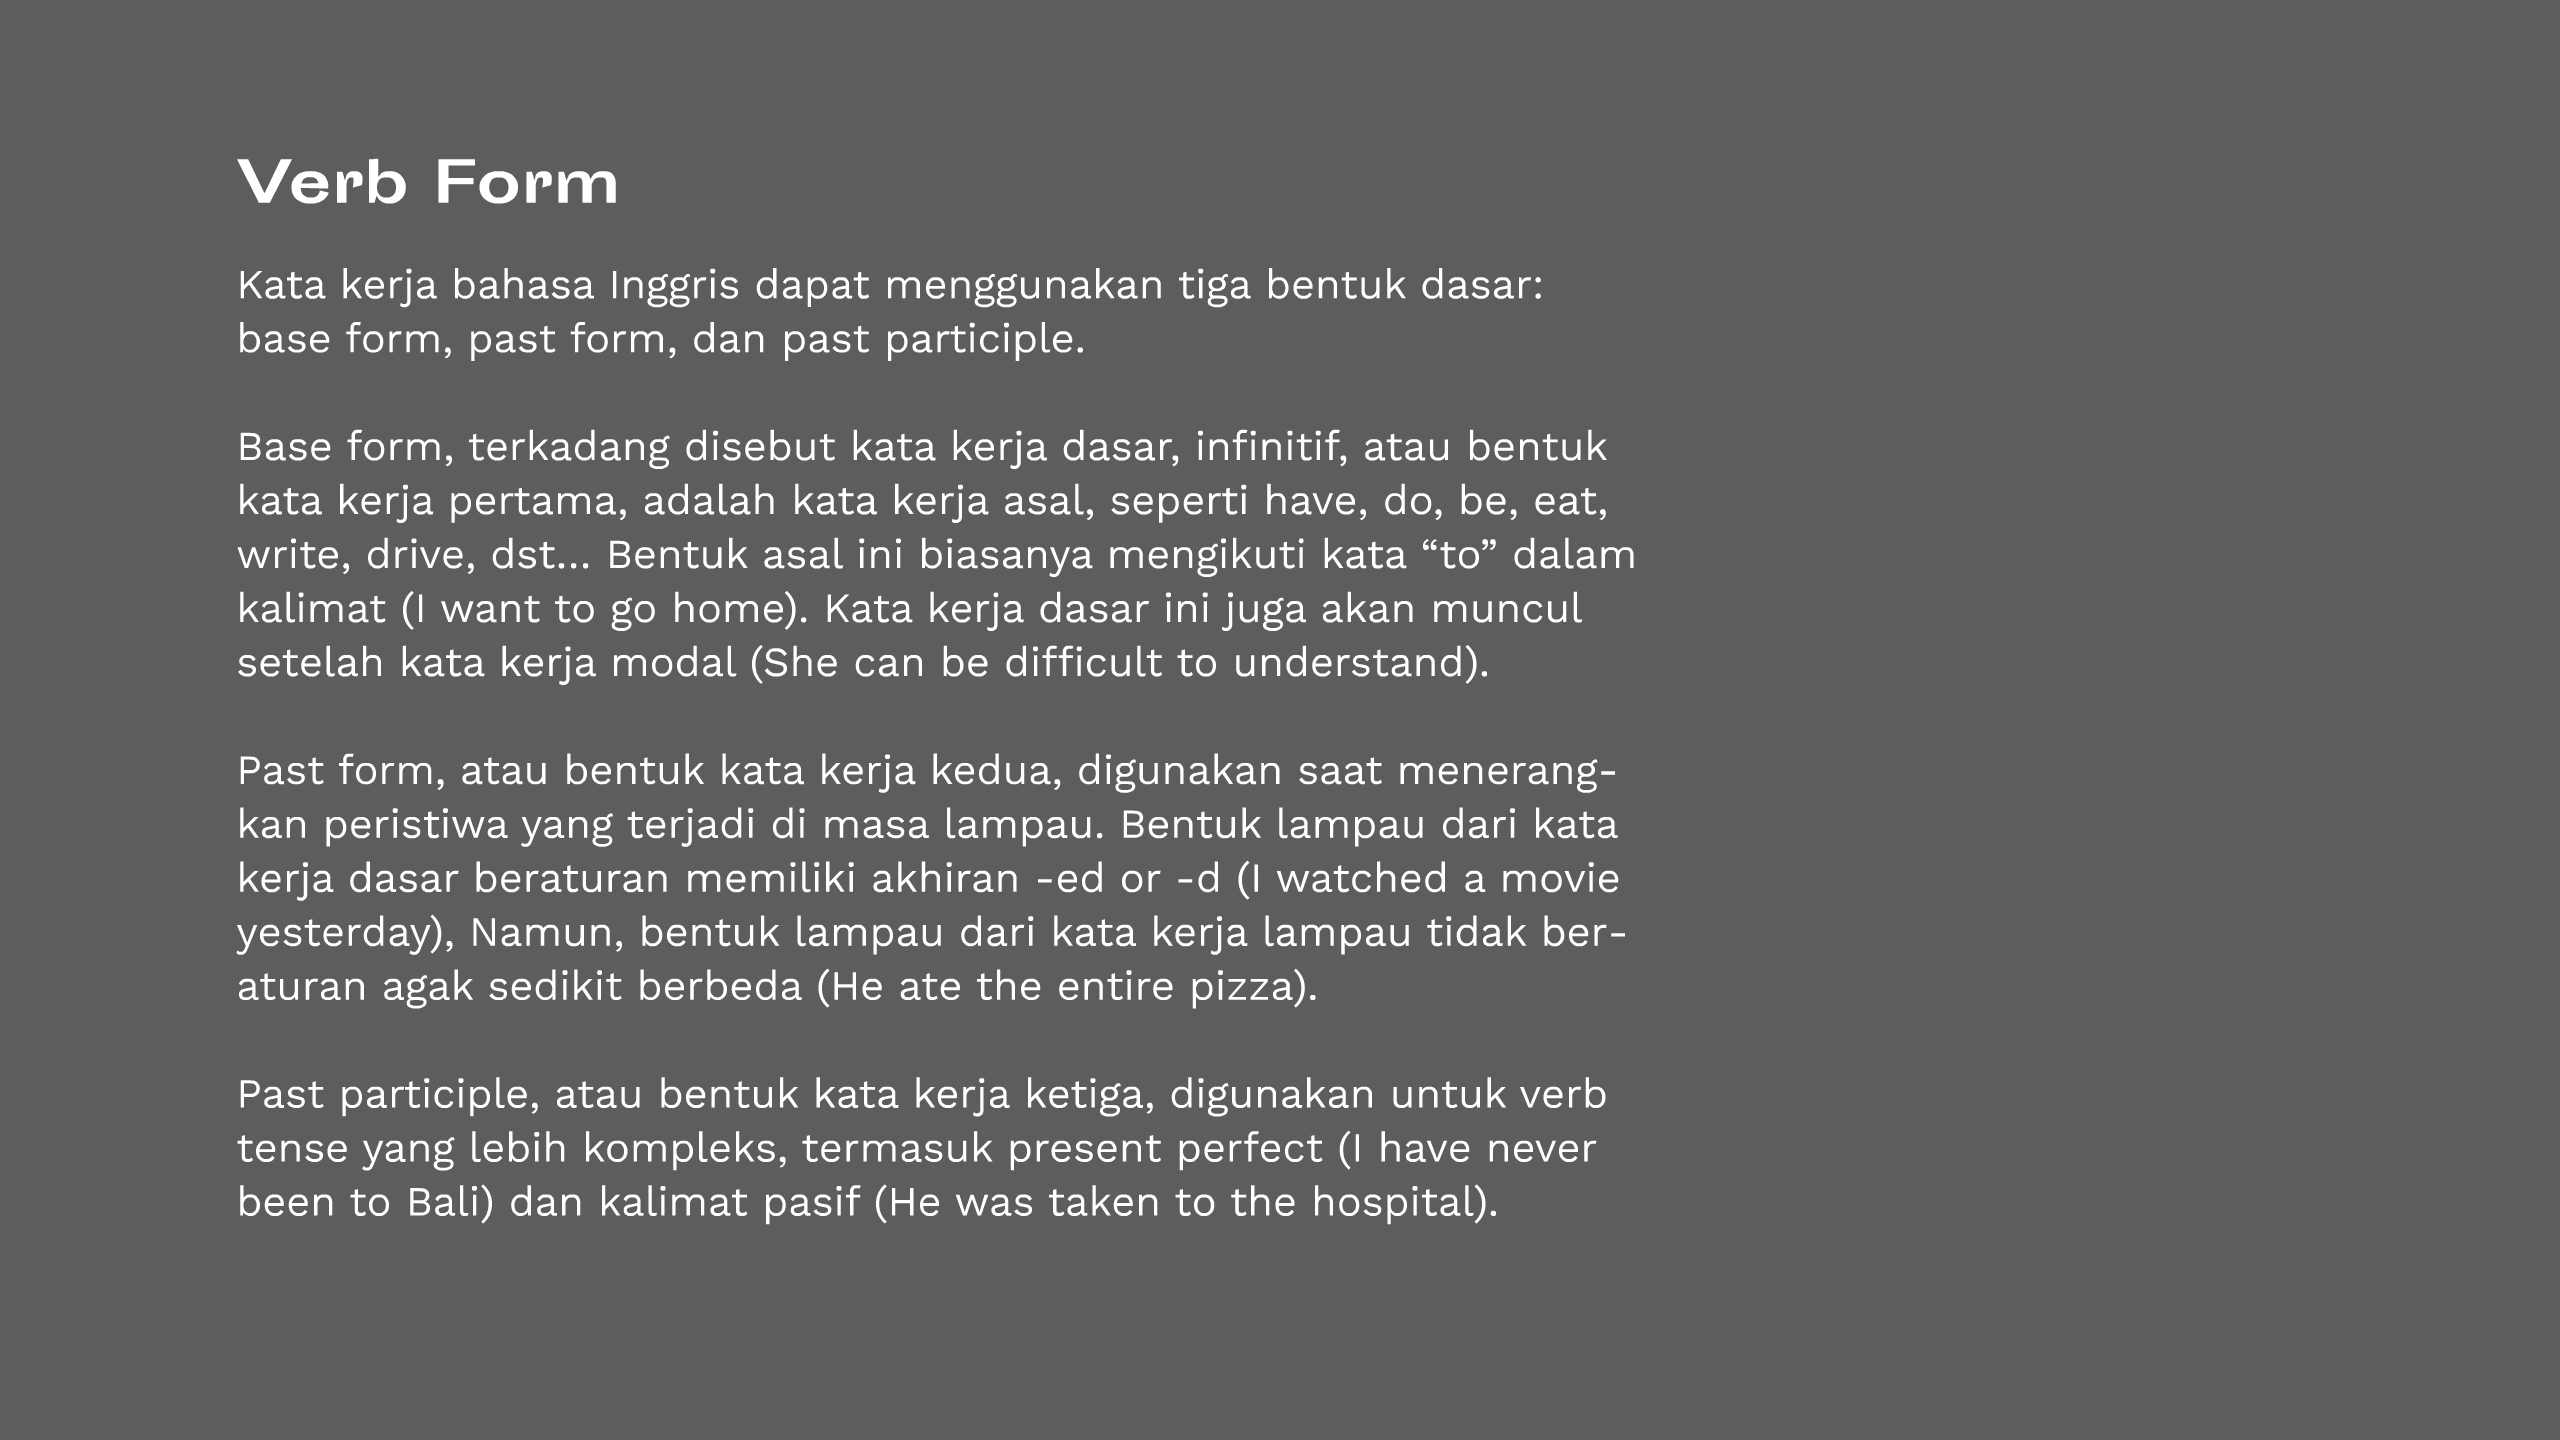 Verb Form
Kata kerja bahasa Inggris dapat menggunakan tiga bentuk dasar:
base form, past form, dan past participle.
Base form, terkadang disebut kata kerja dasar, infinitif, atau bentuk
kata kerja pertama, adalah kata kerja asal, seperti have, do, be, eat,
write, drive, dst... Bentuk asal ini biasanya mengikuti kata “to” dalam
kalimat (I want to go home). Kata kerja dasar ini juga akan muncul
setelah kata kerja modal (She can be difficult to understand).
Past form, atau bentuk kata kerja kedua, digunakan saat menerang-
kan peristiwa yang terjadi di masa lampau. Bentuk lampau dari kata
kerja dasar beraturan memiliki akhiran -ed or -d (I watched a movie
yesterday), Namun, bentuk lampau dari kata kerja lampau tidak ber-
aturan agak sedikit berbeda (He ate the entire pizza).
Past participle, atau bentuk kata kerja ketiga, digunakan untuk verb
tense yang lebih kompleks, termasuk present perfect (I have never
been to Bali) dan kalimat pasif (He was taken to the hospital).